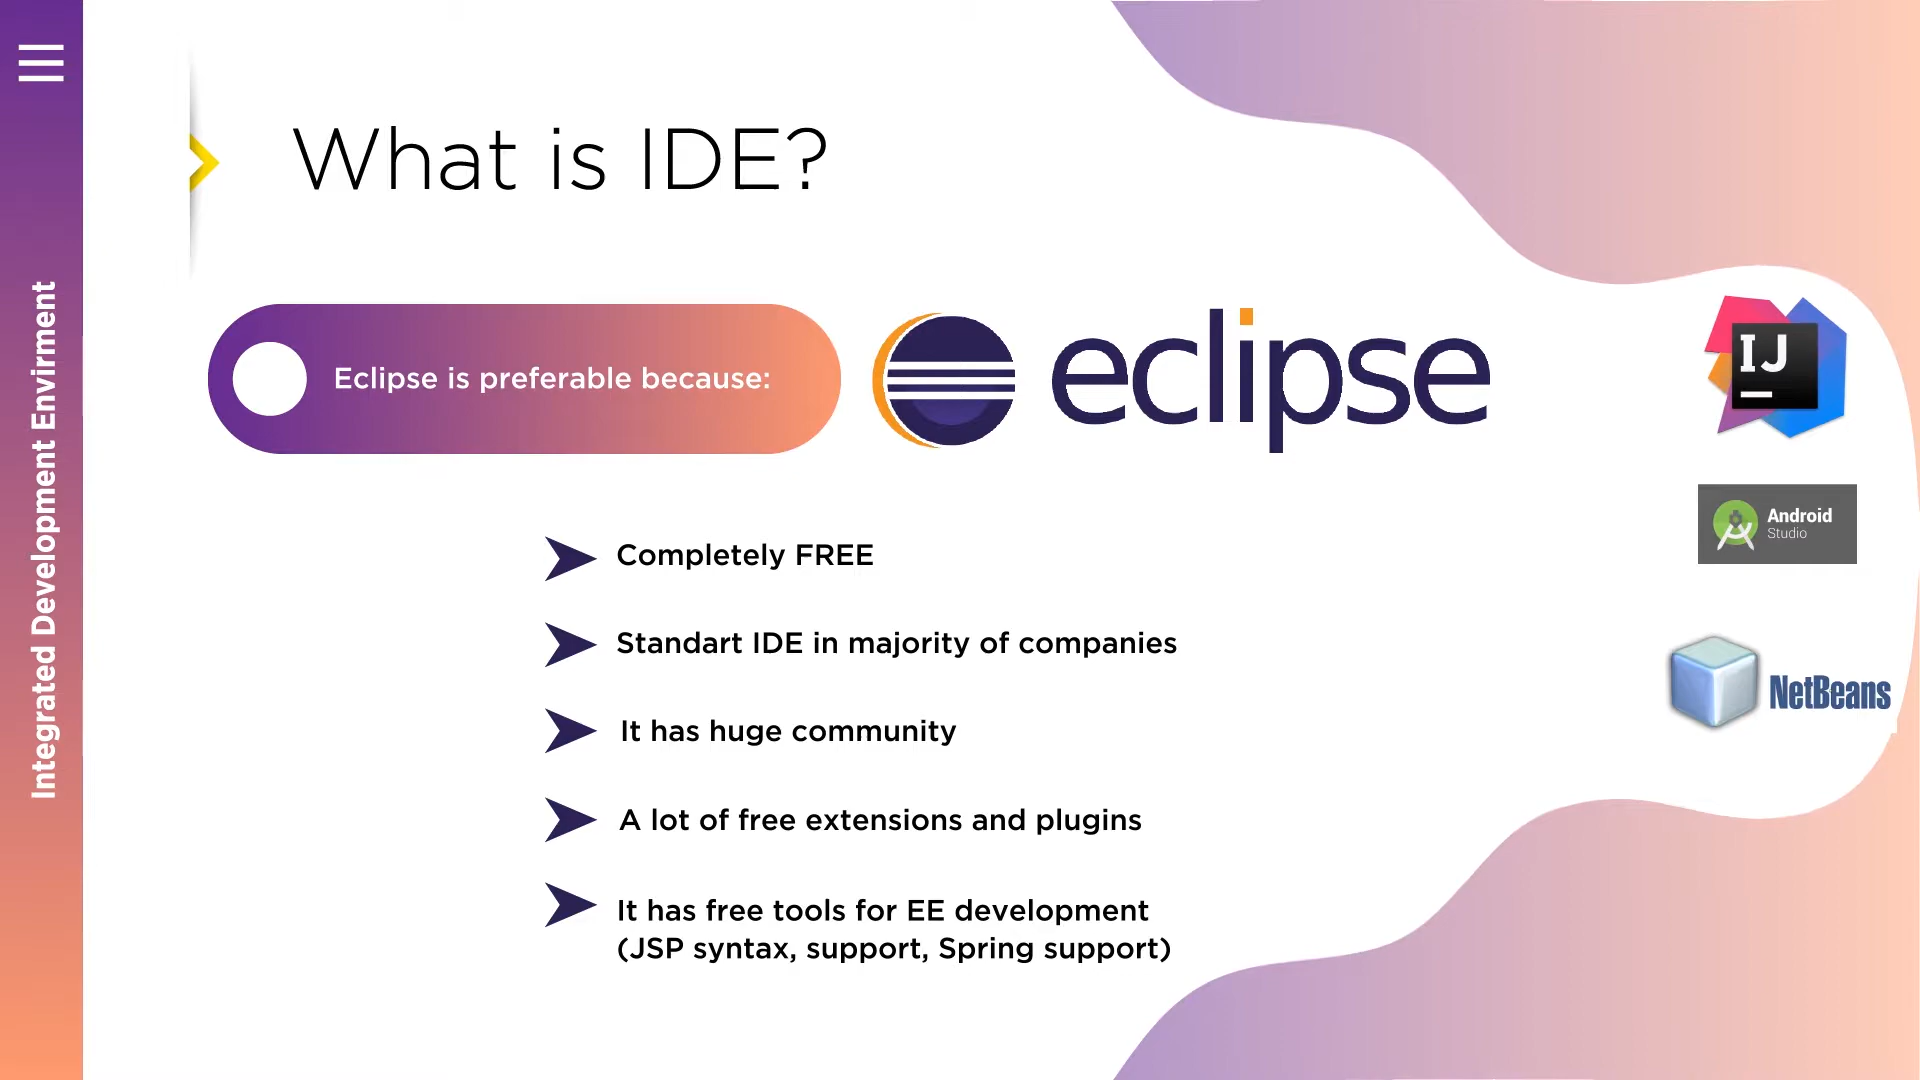 Integrated Development Envirment
What is IDE?
Eclipse is preferable because:
eclipse
Completely FREE
Standart IDE in majority of companies
It has huge community
A lot of free extensions and plugins
It has free tools for EE development
(JSP syntax, support, Spring support)
IJ
Android
Studio
NetBeans